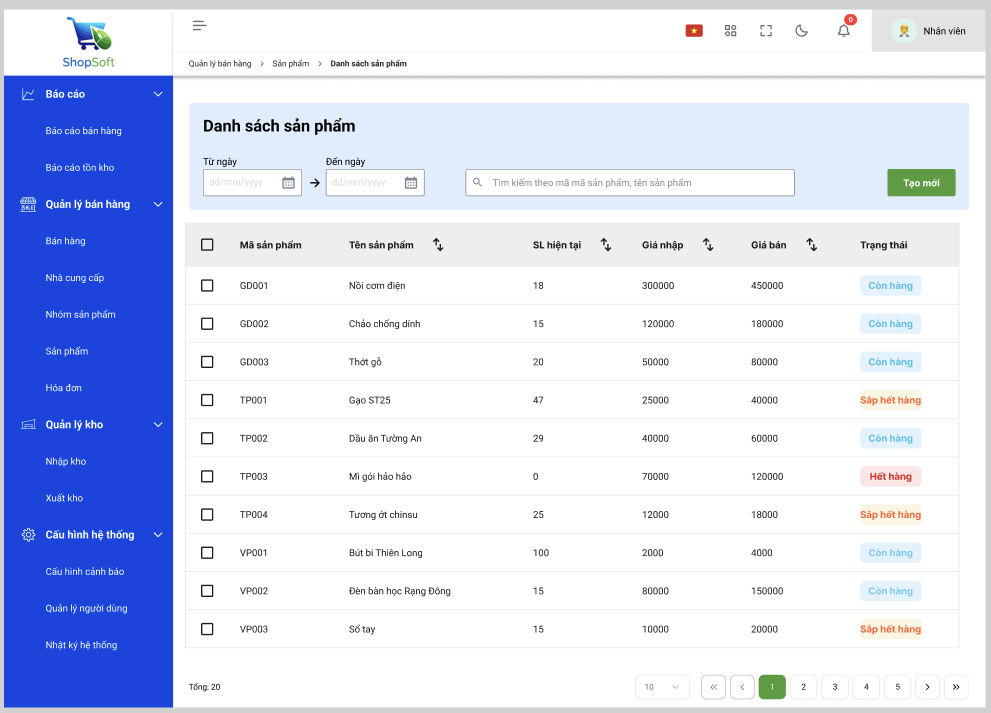 ShopSoft
0
Nhân viên
Quản lý bán hàng > Sản phẩm > Danh sách sản phẩm
Báo cáo
Báo cáo bán hàng
Báo cáo tồn kho
Quản lý bán hàng
Bán hàng
Nhà cung cấp
Nhóm sản phẩm
Sản phẩm
Hóa đơn
Quản lý kho
Nhập kho
Xuất kho
Cấu hình hệ thống
Cấu hình cảnh báo
Quản lý người dùng
Nhật ký hệ thống
Danh sách sản phẩm
Từ ngày Đến ngày
dd/mm/yyyy dd/mm/yyyy Tìm kiếm theo mã mã sản phẩm, tên sản phẩm Tạo mới
Mã sản phẩm Tên sản phẩm SL hiện tại Giá nhập Giá bán Trạng thái
GD001 Nồi cơm điện 18 300000 450000 Còn hàng
GD002 Chảo chống dính 15 120000 180000 Còn hàng
GD003 Thớt gỗ 20 50000 80000 Còn hàng
TP001 Gạo ST25 47 25000 40000 Sắp hết hàng
TP002 Dầu ăn Tường An 29 40000 60000 Còn hàng
TP003 Mì gói hảo hảo 0 70000 120000 Hết hàng
TP004 Tương ớt chinsu 25 12000 18000 Sắp hết hàng
VP001 Bút bi Thiên Long 100 2000 4000 Còn hàng
VP002 Đèn bàn học Rạng Đông 15 80000 150000 Còn hàng
VP003 Sổ tay 15 10000 20000 Sắp hết hàng
Tổng: 20 10 « ‹ 1 2 3 4 5 › »